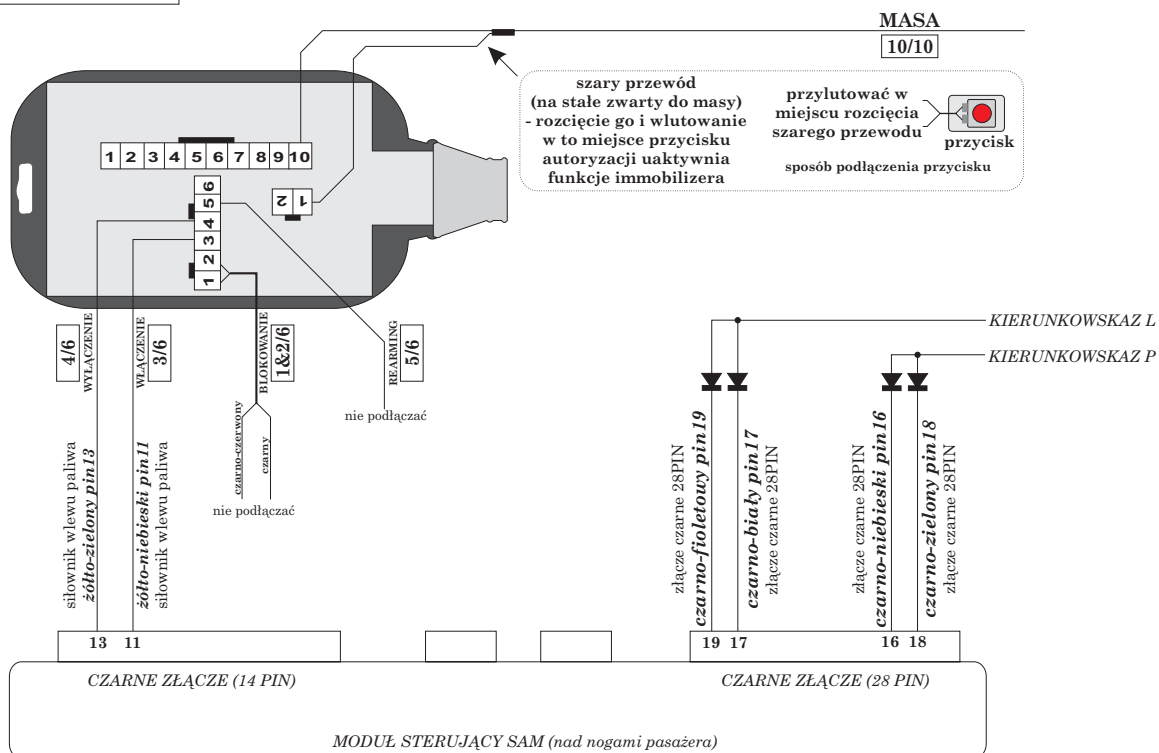 MASA
10/10
szary przewód
(na stałe zwarty do masy)
- rozcięcie go i wlutowanie
w to miejsce przycisku
autoryzacji uaktywnia
funkcje immobilizera
przylutować w
miejscu rozcięcia
szarego przewodu
przycisk
sposób podłączenia przycisku
1 2 3 4 5 6 7 8 9 10
6
5
4
3
2
1
2 1
4/6
WYŁĄCZENIE
WŁĄCZENIE
3/6
BLOKOWANIE
1&2/6
REARMING
5/6
nie podłączać
czarno-czerwony
czarny
nie podłączać
siłownik wlewu paliwa
żółto-zielony pin13
żółto-niebieski pin11
siłownik wlewu paliwa
KIERUNKOWSKAZ L
KIERUNKOWSKAZ P
złącze czarne 28PIN
czarno-fioletowy pin19
czarno-biały pin17
złącze czarne 28PIN
złącze czarne 28PIN
czarno-niebieski pin16
czarno-zielony pin18
złącze czarne 28PIN
13 11
19 17
16 18
CZARNE ZŁĄCZE (14 PIN)
CZARNE ZŁĄCZE (28 PIN)
MODUŁ STERUJĄCY SAM (nad nogami pasażera)